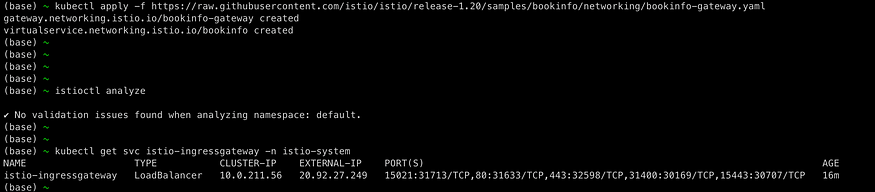 (base) ~ kubectl apply -f https://raw.githubusercontent.com/istio/istio/release-1.20/samples/bookinfo/networking/bookinfo-gateway.yaml
gateway.networking.istio.io/bookinfo-gateway created
virtualservice.networking.istio.io/bookinfo created
(base) ~
(base) ~
(base) ~
(base) ~
(base) ~ istioctl analyze
✔ No validation issues found when analyzing namespace: default.
(base) ~
(base) ~
(base) ~ kubectl get svc istio-ingressgateway -n istio-system
NAME TYPE CLUSTER-IP EXTERNAL-IP PORT(S) AGE
istio-ingressgateway LoadBalancer 10.0.211.56 20.92.27.249 15021:31713/TCP,80:31633/TCP,443:32598/TCP,31400:30169/TCP,15443:30707/TCP 16m
(base) ~